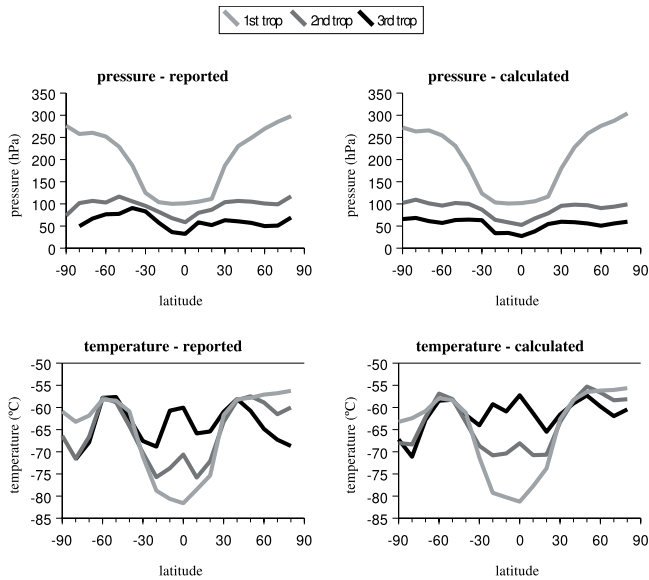 1st trop 2nd trop 3rd trop
pressure - reported
pressure (hPa)
350
300
250
200
150
100
50
0
-90 -60 -30 0 30 60 90
latitude
pressure - calculated
pressure (hPa)
350
300
250
200
150
100
50
0
-90 -60 -30 0 30 60 90
latitude
temperature - reported
temperature (ºC)
-50
-55
-60
-65
-70
-75
-80
-85
-90 -60 -30 0 30 60 90
latitude
temperature - calculated
temperature (ºC)
-50
-55
-60
-65
-70
-75
-80
-85
-90 -60 -30 0 30 60 90
latitude